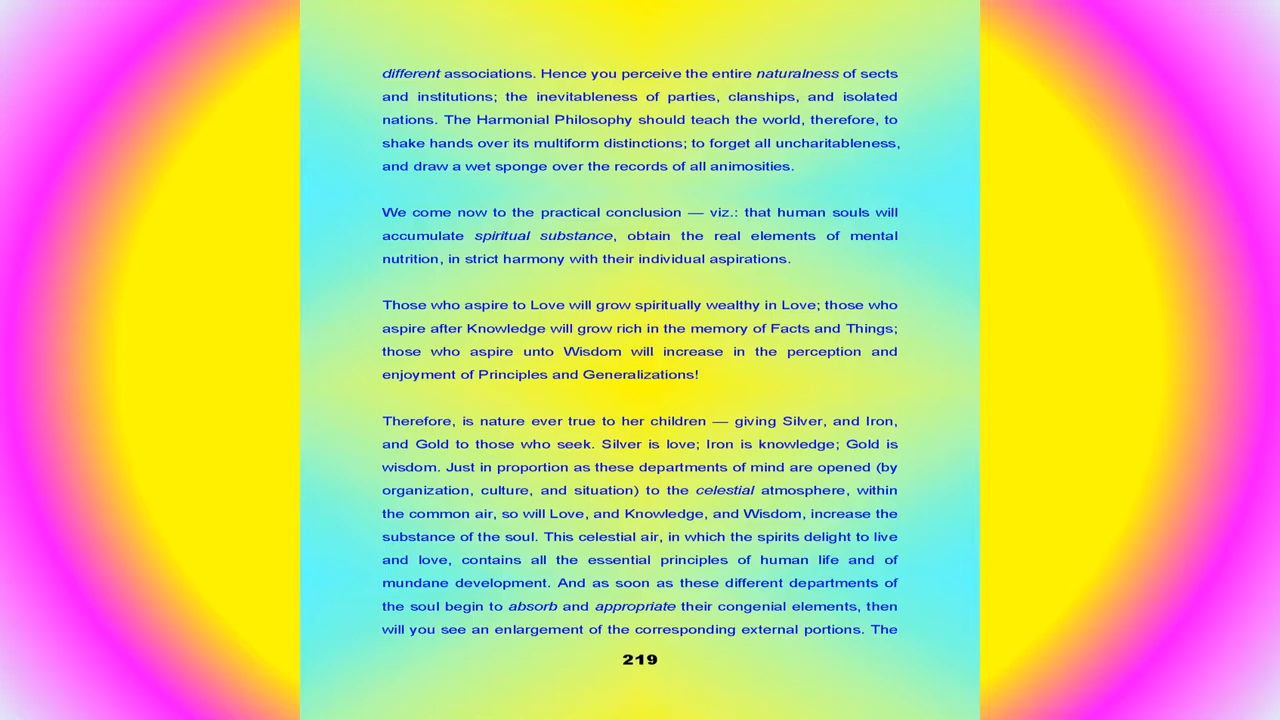 different associations. Hence you perceive the entire naturalness of sects
and institutions; the inevitableness of parties, clanships, and isolated
nations. The Harmonial Philosophy should teach the world, therefore, to
shake hands over its multiform distinctions; to forget all uncharitableness,
and draw a wet sponge over the records of all animosities.
We come now to the practical conclusion — viz.: that human souls will
accumulate spiritual substance, obtain the real elements of mental
nutrition, in strict harmony with their individual aspirations.
Those who aspire to Love will grow spiritually wealthy in Love; those who
aspire after Knowledge will grow rich in the memory of Facts and Things;
those who aspire unto Wisdom will increase in the perception and
enjoyment of Principles and Generalizations!
Therefore, is nature ever true to her children — giving Silver, and Iron,
and Gold to those who seek. Silver is love; Iron is knowledge; Gold is
wisdom. Just in proportion as these departments of mind are opened (by
organization, culture, and situation) to the celestial atmosphere, within
the common air, so will Love, and Knowledge, and Wisdom, increase the
substance of the soul. This celestial air, in which the spirits delight to live
and love, contains all the essential principles of human life and of
mundane development. And as soon as these different departments of
the soul begin to absorb and appropriate their congenial elements, then
will you see an enlargement of the corresponding external portions. The
219